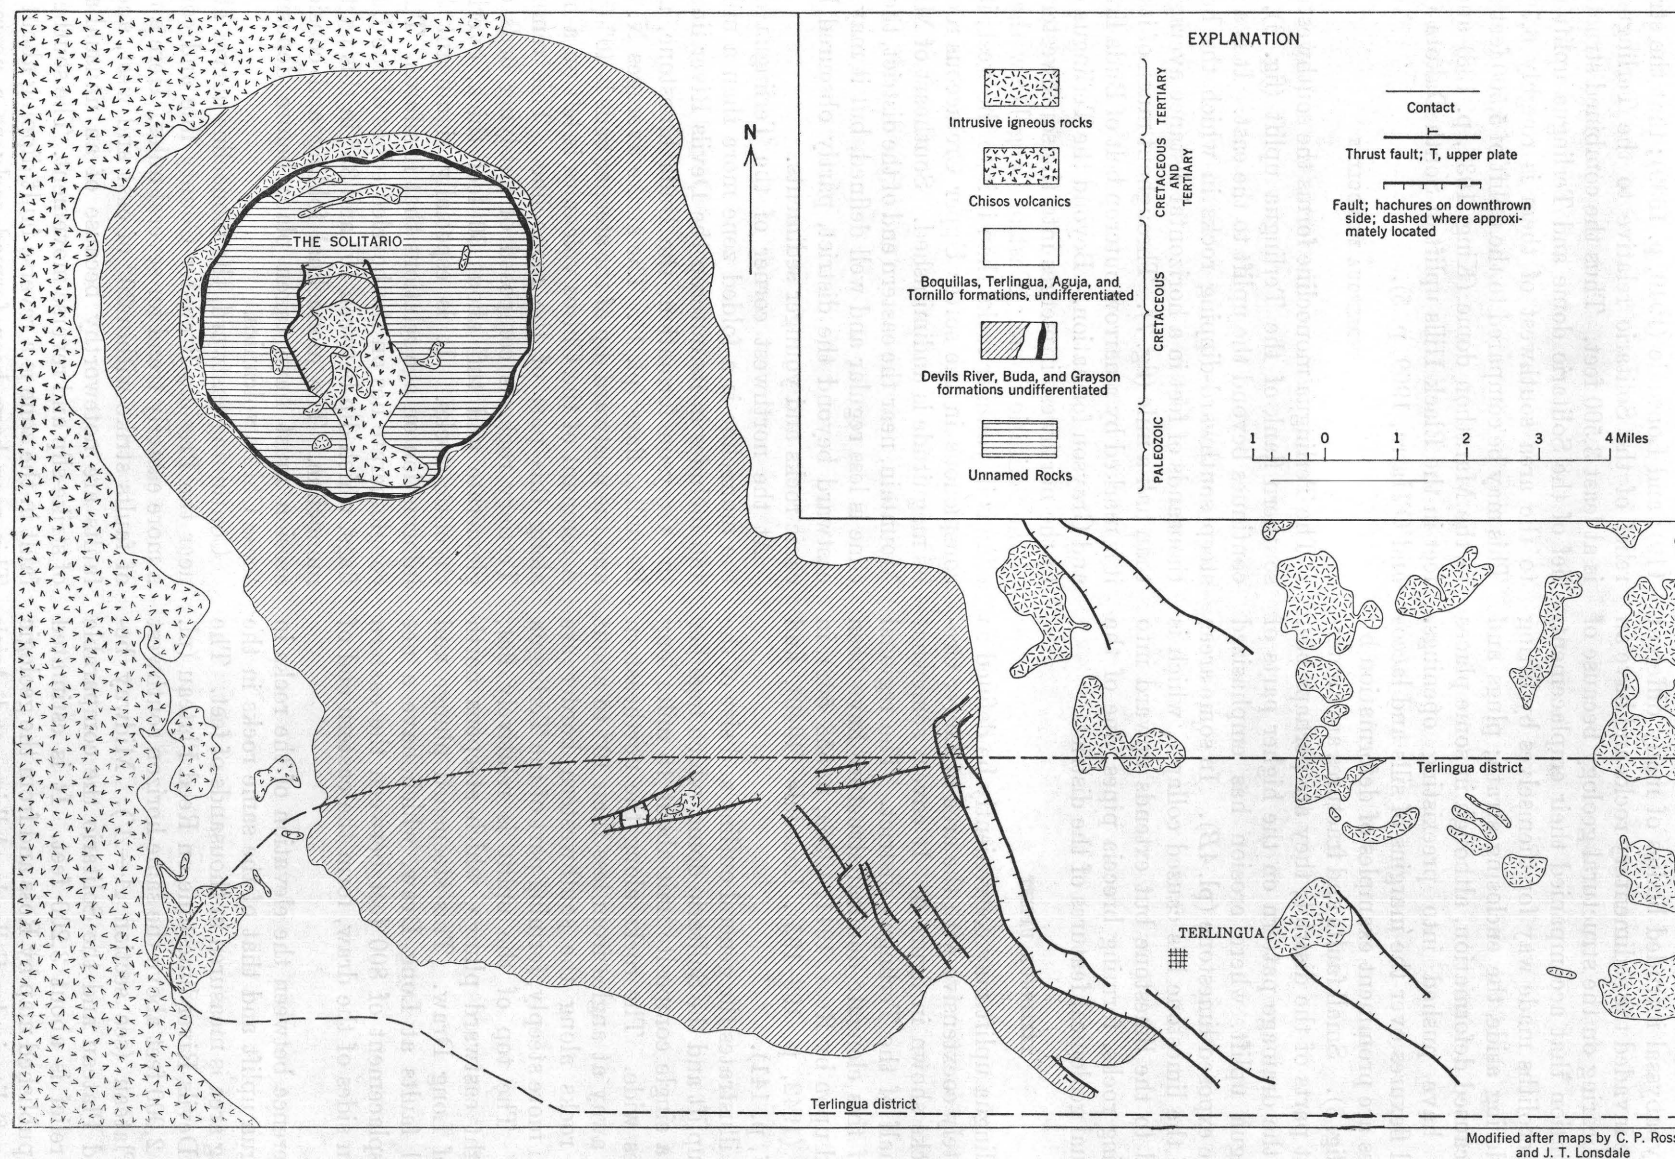 EXPLANATION
Intrusive igneous rocks
TERTIARY
Chisos volcanics
CRETACEOUS
AND
TERTIARY
Boquillas, Terlingua, Aguja, and
Tornillo formations, undifferentiated
Devils River, Buda, and Grayson
formations undifferentiated
CRETACEOUS
Unnamed Rocks
PALEOZOIC
Contact
T
Thrust fault; T, upper plate
Fault; hachures on downthrown
side; dashed where approxi-
mately located
1 0 1 2 3 4 Miles
N
THE SOLITARIO
Terlingua district
TERLINGUA
T
Terlingua district
Modified after maps by C. P. Ross
and J. T. Lonsdale